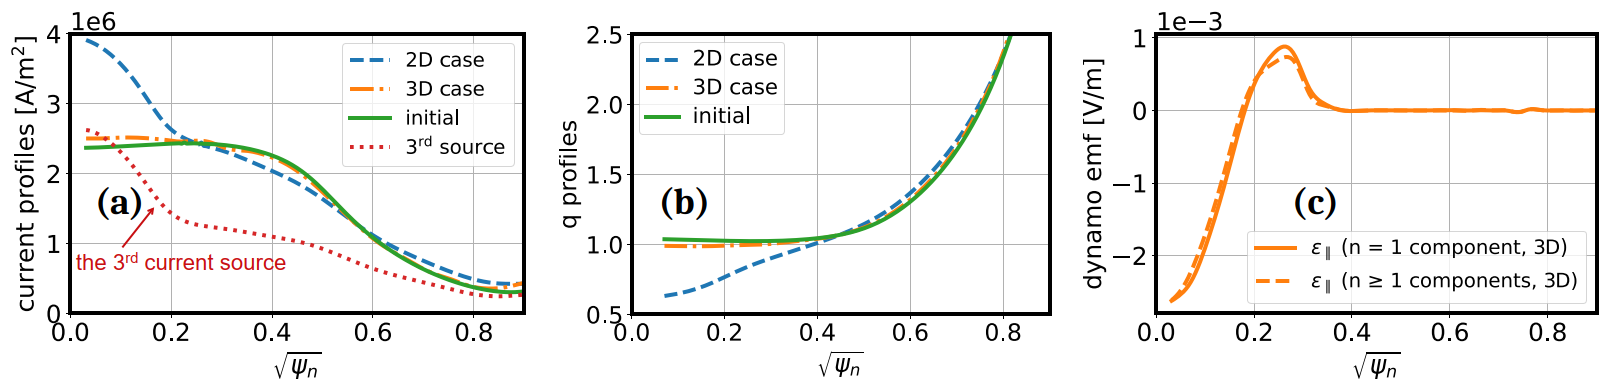 1e6
current profiles [A/m²]
4
3
2
1
0
2D case
3D case
initial
3ʳᵈ source
(a)
the 3ʳᵈ current source
0.0 0.2 0.4 0.6 0.8
√ψₙ
q profiles
2.5
2.0
1.5
1.0
0.5
2D case
3D case
initial
(b)
0.0 0.2 0.4 0.6 0.8
√ψₙ
1e−3
dynamo emf [V/m]
1
0
−1
−2
(c)
ε∥ (n = 1 component, 3D)
ε∥ (n ≥ 1 components, 3D)
0.0 0.2 0.4 0.6 0.8
√ψₙ